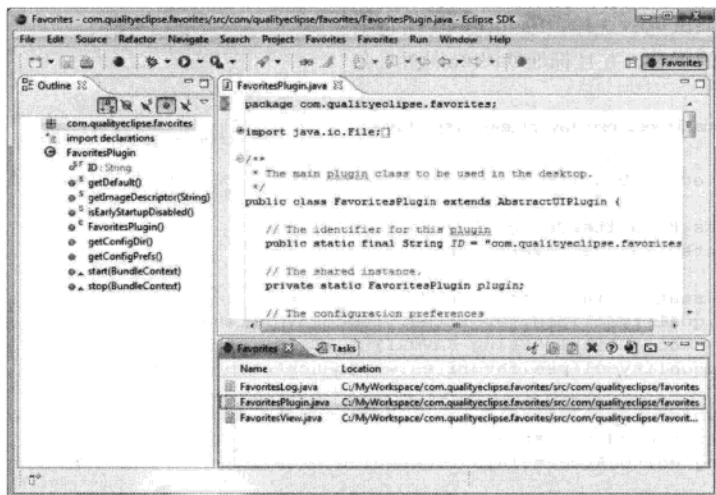 Favorites - com.qualityeclipse.favorites/src/com/qualityeclipse/favorites/FavoritesPlugin.java - Eclipse SDK
File Edit Source Refactor Navigate Search Project Favorites Favorites Run Window Help
Favorites
Outline
com.qualityeclipse.favorites
import declarations
FavoritesPlugin
ID : String
getDefault()
getImageDescriptor(String)
isEarlyStartupDisabled()
FavoritesPlugin()
getConfigDir()
getConfigPrefs()
start(BundleContext)
stop(BundleContext)
FavoritesPlugin.java
package com.qualityeclipse.favorites;
import java.io.File;
/**
* The main plugin class to be used in the desktop.
*/
public class FavoritesPlugin extends AbstractUIPlugin {
// The identifier for this plugin
public static final String ID = "com.qualityeclipse.favorites
// The shared instance.
private static FavoritesPlugin plugin;
// The configuration preferences
Favorites Tasks
Name Location
FavoritesLog.java C:/MyWorkspace/com.qualityeclipse.favorites/src/com/qualityeclipse/favorites
FavoritesPlugin.java C:/MyWorkspace/com.qualityeclipse.favorites/src/com/qualityeclipse/favorites
FavoritesView.java C:/MyWorkspace/com.qualityeclipse.favorites/src/com/qualityeclipse/favorit...